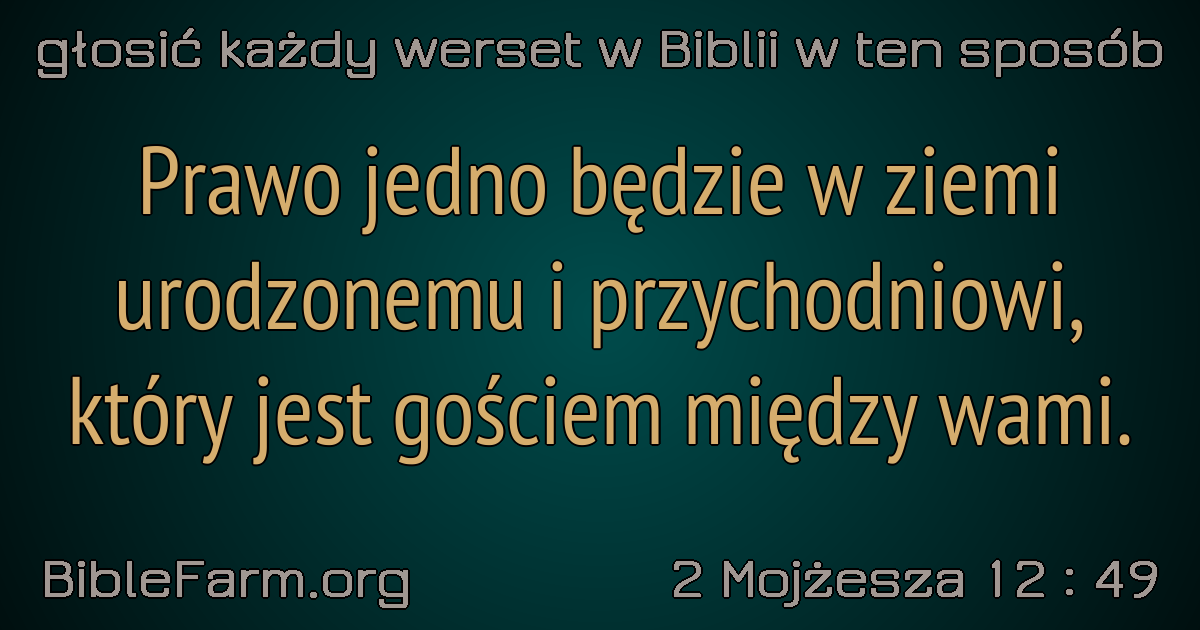 głosić każdy werset w Biblii w ten sposób
Prawo jedno będzie w ziemi
urodzonemu i przychodniowi,
który jest gościem między wami.
BibleFarm.org
2 Mojżesza 12 : 49